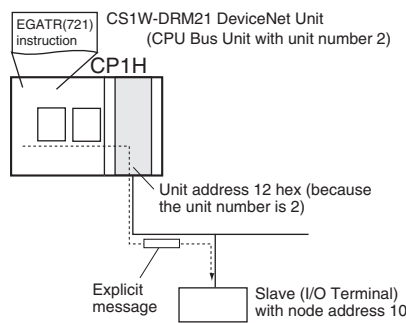 EGATR(721)
instruction
CS1W-DRM21 DeviceNet Unit
(CPU Bus Unit with unit number 2)
CP1H
Unit address 12 hex (because
the unit number is 2)
Explicit
message
Slave (I/O Terminal)
with node address 10